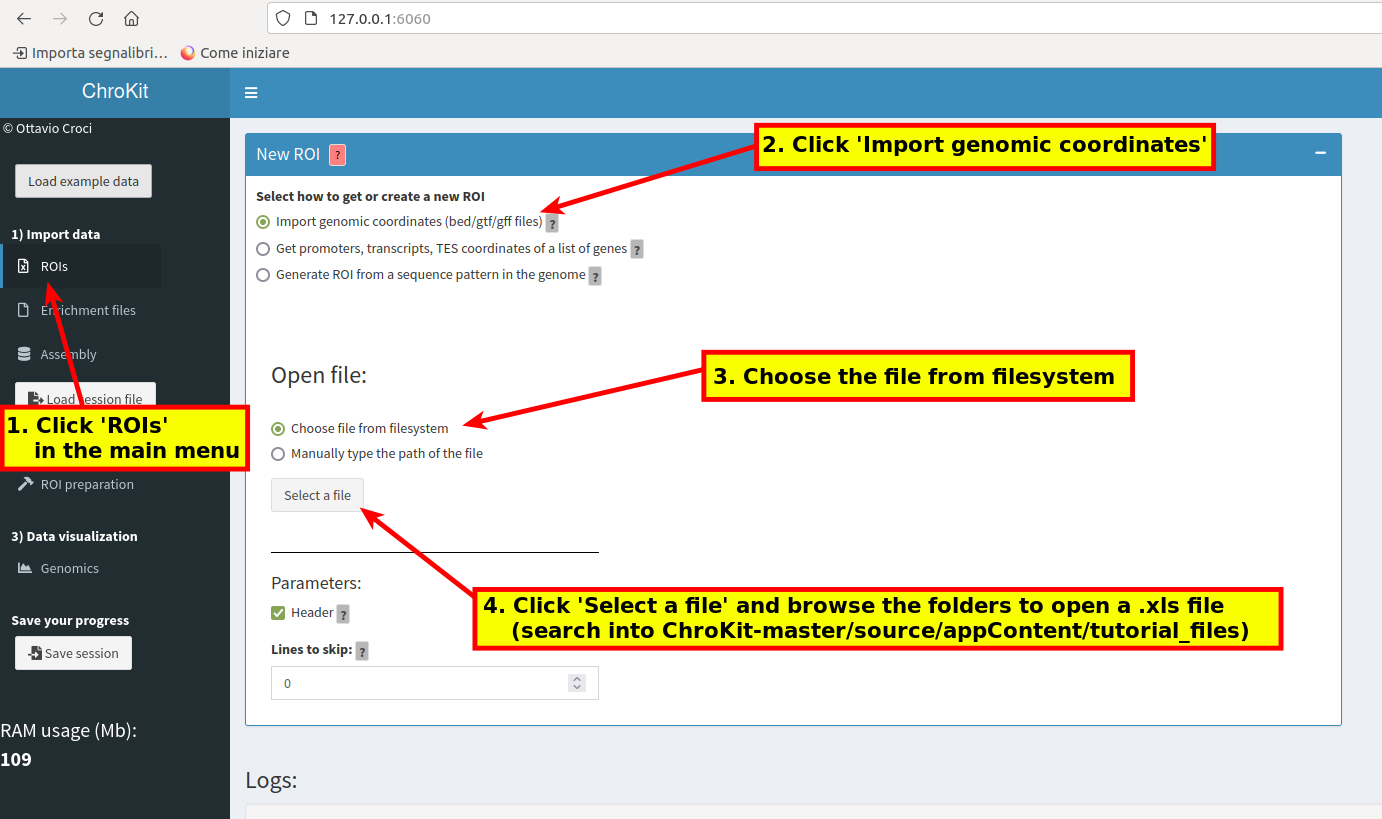 127.0.0.1:6060
Importa segnalibri… Come iniziare
ChroKit
© Ottavio Croci
Load example data
1) Import data
ROIs
Enrichment files
Assembly
Load session file
1. Click 'ROIs'
in the main menu
ROI preparation
3) Data visualization
Genomics
Save your progress
Save session
RAM usage (Mb):
109
New ROI ?
2. Click 'Import genomic coordinates'
Select how to get or create a new ROI
Import genomic coordinates (bed/gtf/gff files) ?
Get promoters, transcripts, TES coordinates of a list of genes ?
Generate ROI from a sequence pattern in the genome ?
Open file:
3. Choose the file from filesystem
Choose file from filesystem
Manually type the path of the file
Select a file
Parameters:
4. Click 'Select a file' and browse the folders to open a .xls file
(search into ChroKit-master/source/appContent/tutorial_files)
Header ?
Lines to skip: ?
0
Logs: